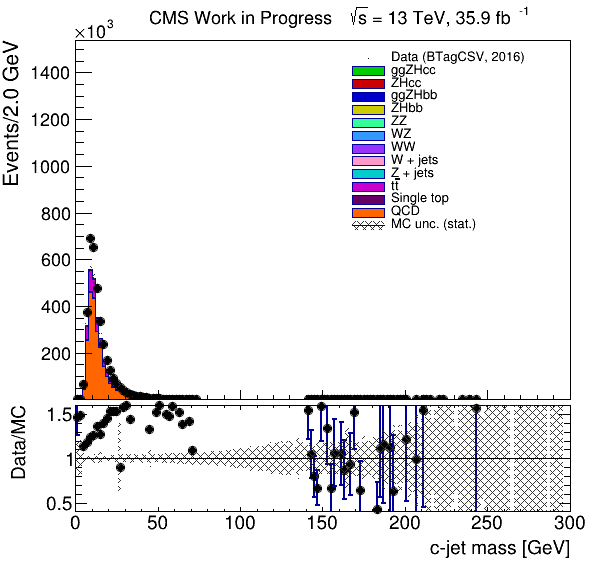 CMS Work in Progress √s = 13 TeV, 35.9 fb⁻¹
×10³
Events/2.0 GeV
1400
1200
1000
800
600
400
200
Data (BTagCSV, 2016)
ggZHcc
ZHcc
ggZHbb
ZHbb
ZZ
WZ
WW
W + jets
Z + jets
tt̅
Single top
QCD
MC unc. (stat.)
Data/MC
1.5
1
0.5
0 50 100 150 200 250 300
c-jet mass [GeV]